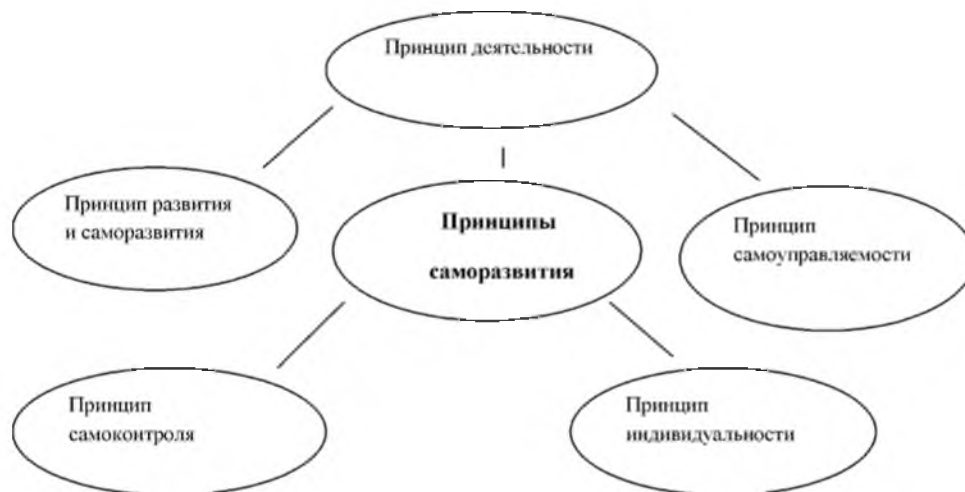 Принцип деятельности
Принцип развития
и саморазвития
Принципы
саморазвития
Принцип
самоуправляемости
Принцип
самоконтроля
Принцип
индивидуальности